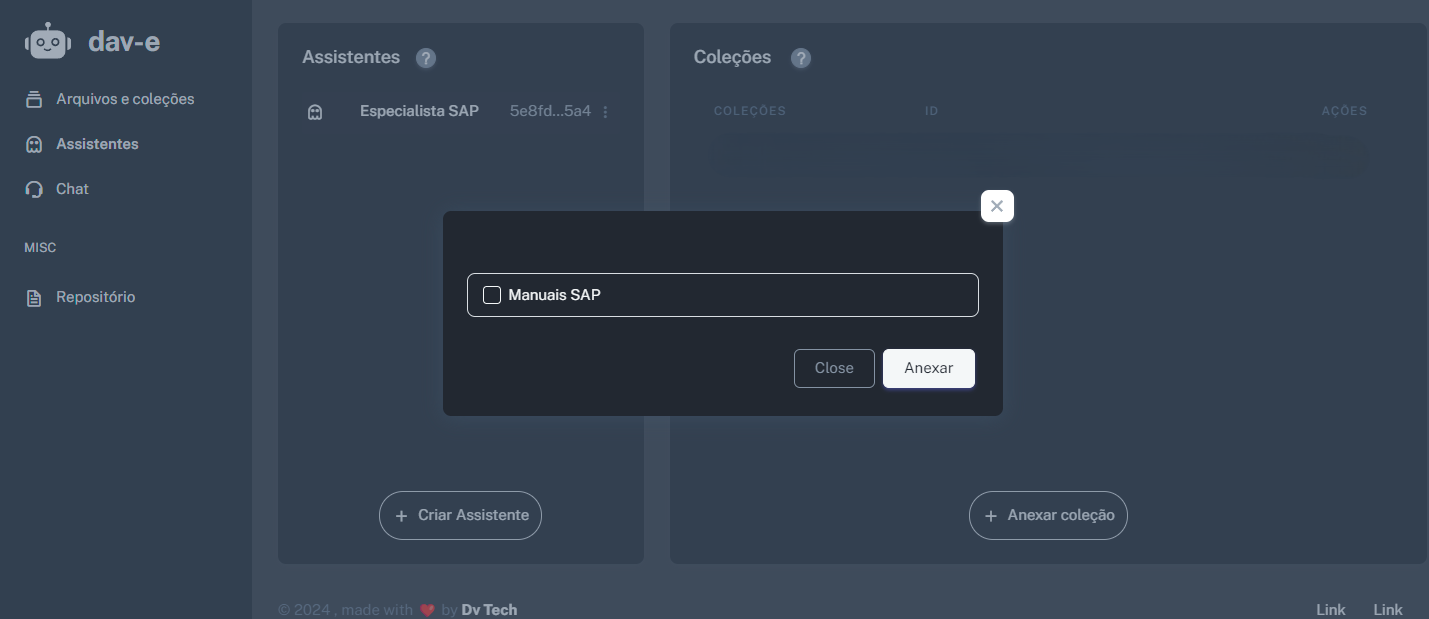 dav-e
Arquivos e coleções
Assistentes
Chat
MISC
Repositório
Assistentes ?
Especialista SAP 5e8fd...5a4
Criar Assistente
Coleções ?
COLEÇÕES ID AÇÕES
Anexar coleção
Manuais SAP
Close Anexar
© 2024 , made with ❤️ by Dv Tech
Link Link